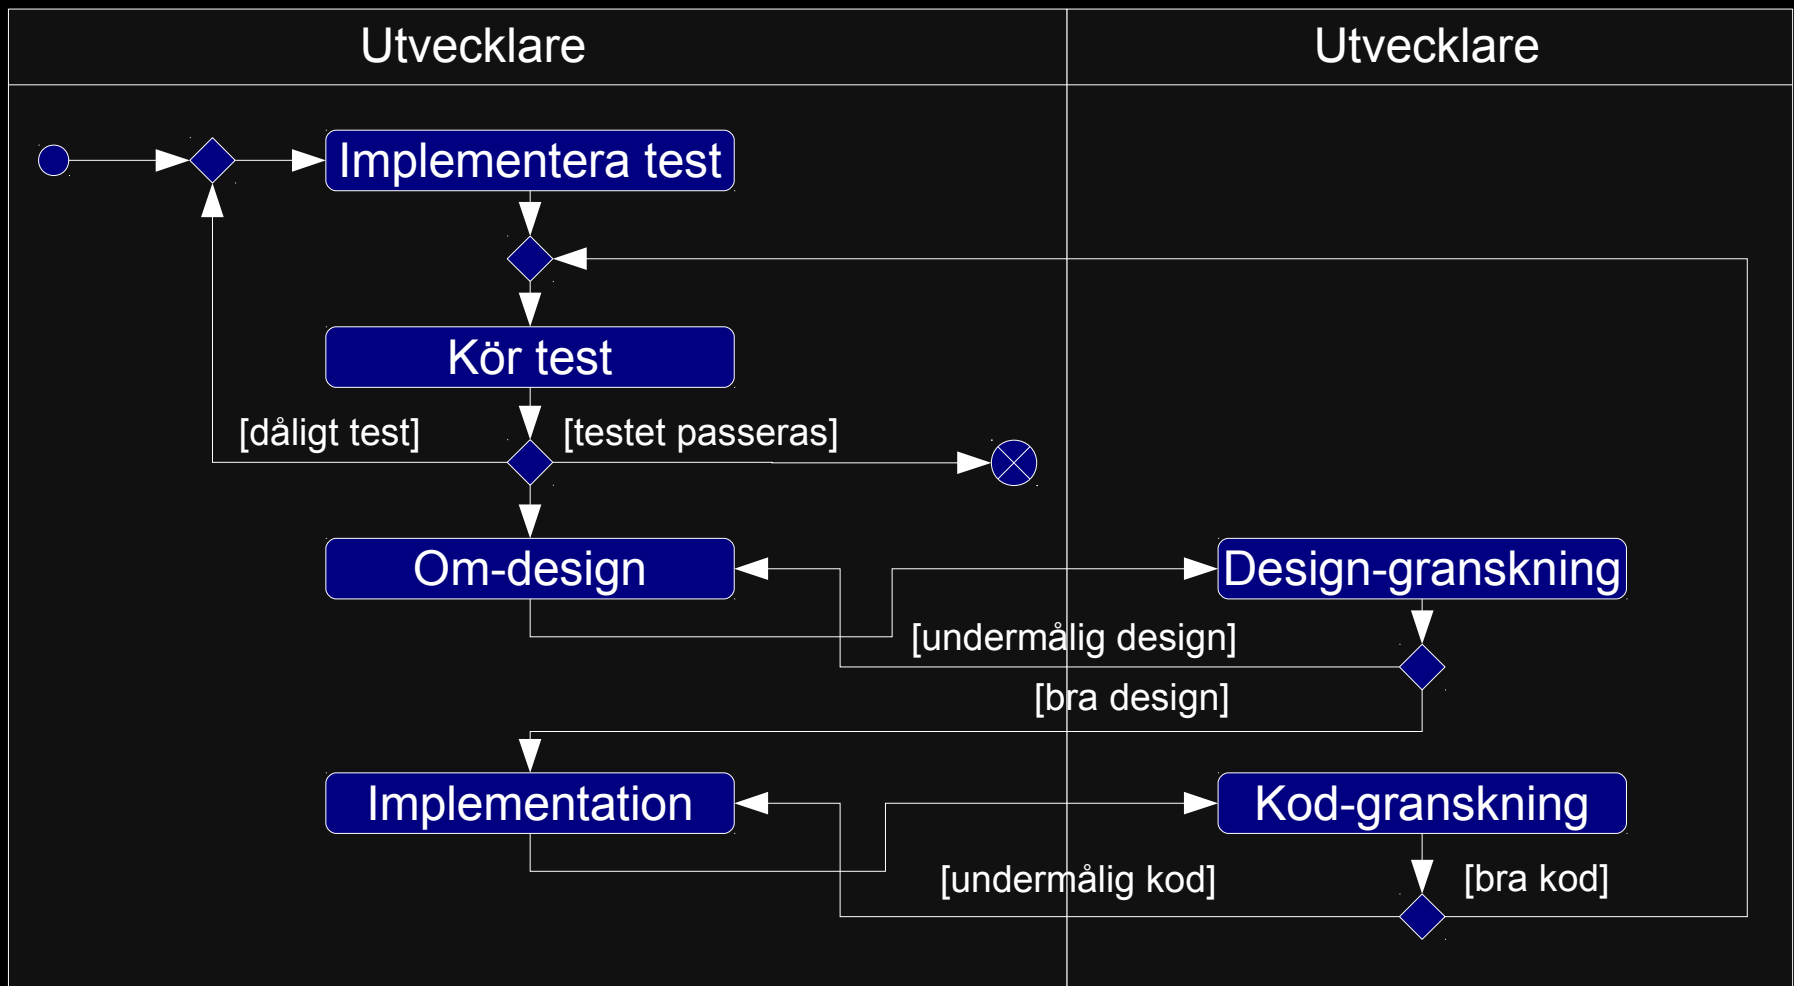 Utvecklare
Utvecklare
Implementera test
Kör test
[dåligt test]
[testet passeras]
Om-design
Design-granskning
[undermålig design]
[bra design]
Implementation
Kod-granskning
[undermålig kod]
[bra kod]